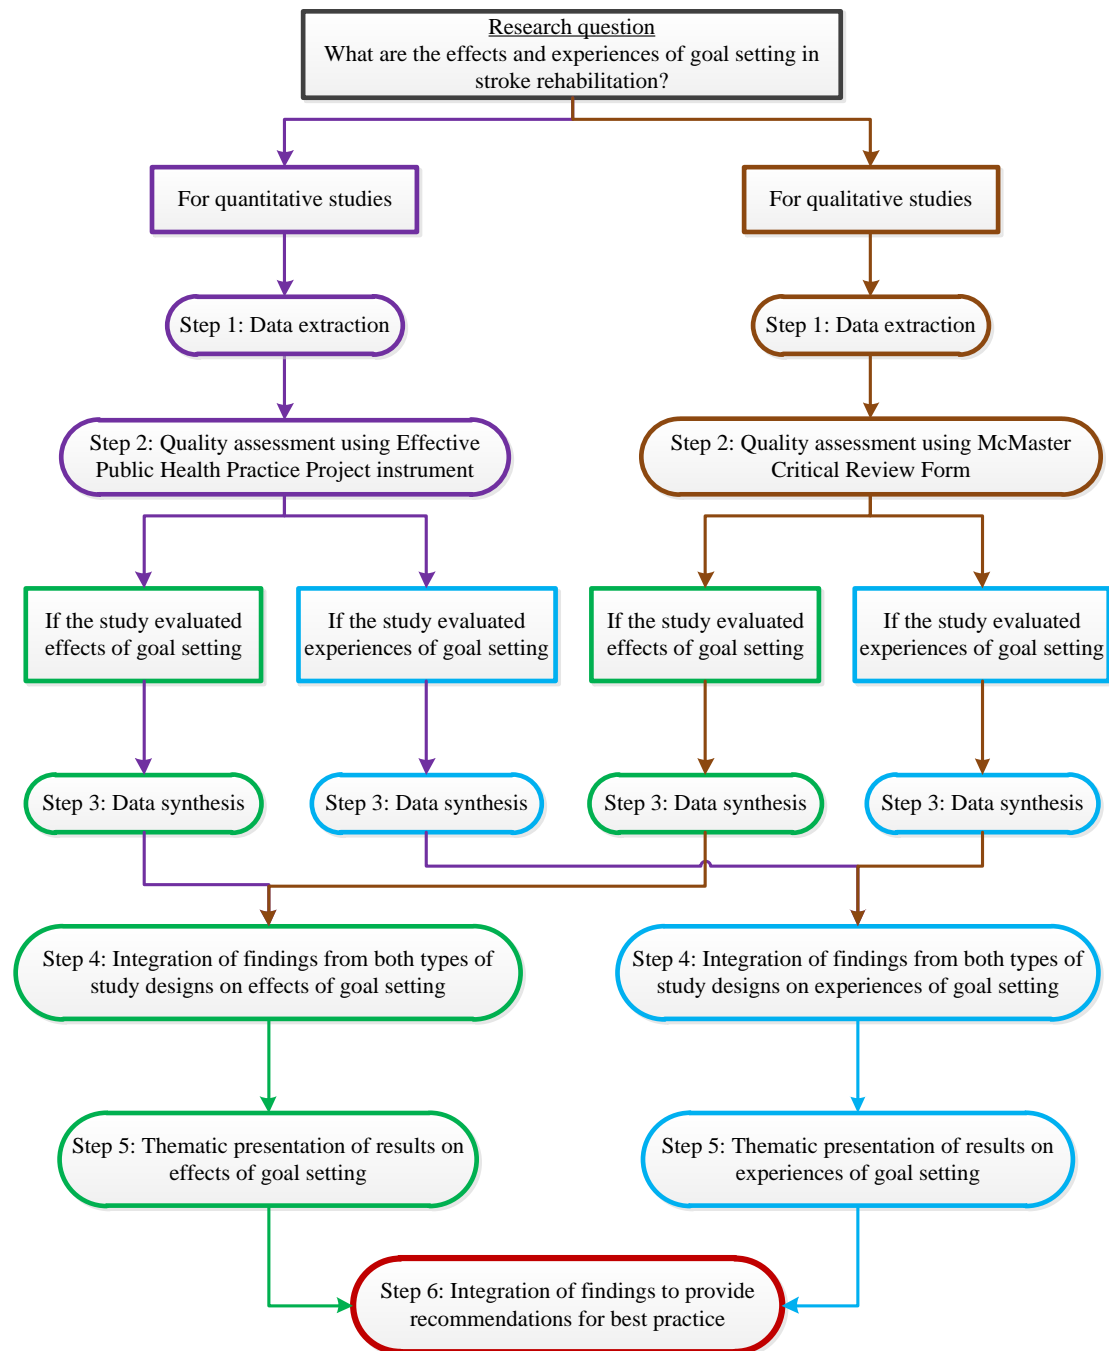 Research question
What are the effects and experiences of goal setting in
stroke rehabilitation?
For quantitative studies
For qualitative studies
Step 1: Data extraction
Step 1: Data extraction
Step 2: Quality assessment using Effective
Public Health Practice Project instrument
Step 2: Quality assessment using McMaster
Critical Review Form
If the study evaluated
effects of goal setting
If the study evaluated
experiences of goal setting
If the study evaluated
effects of goal setting
If the study evaluated
experiences of goal setting
Step 3: Data synthesis
Step 3: Data synthesis
Step 3: Data synthesis
Step 3: Data synthesis
Step 4: Integration of findings from both types of
study designs on effects of goal setting
Step 4: Integration of findings from both types of
study designs on experiences of goal setting
Step 5: Thematic presentation of results on
effects of goal setting
Step 5: Thematic presentation of results on
experiences of goal setting
Step 6: Integration of findings to provide
recommendations for best practice